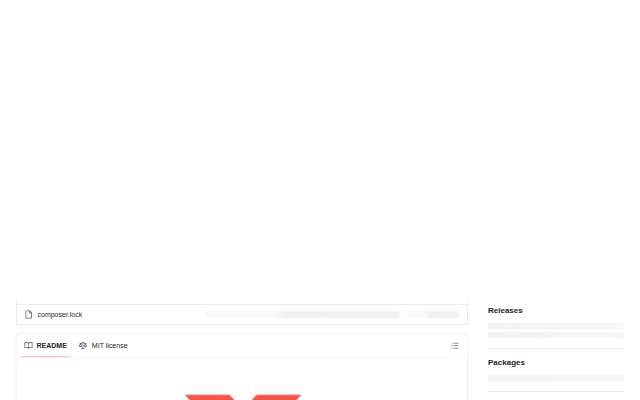 composer.lock
Releases
README
MIT license
Packages